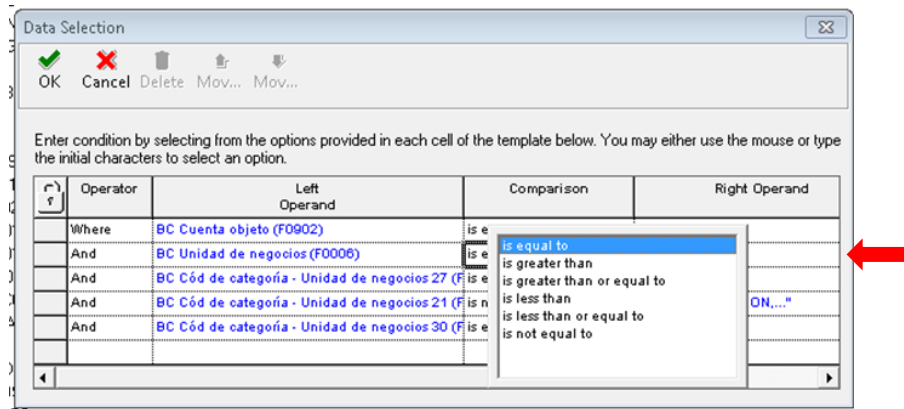 Data Selection
OK Cancel Delete Mov... Mov...
Enter condition by selecting from the options provided in each cell of the template below. You may either use the mouse or type
the initial characters to select an option.
Operator Left Operand Comparison Right Operand
Where BC Cuenta objeto (F0902) is e
And BC Unidad de negocios (F0006) is e
And BC Cód de categoría - Unidad de negocios 27 (F is e
And BC Cód de categoría - Unidad de negocios 21 (F is n ON,..."
And BC Cód de categoría - Unidad de negocios 30 (F is e
is equal to
is greater than
is greater than or equal to
is less than
is less than or equal to
is not equal to